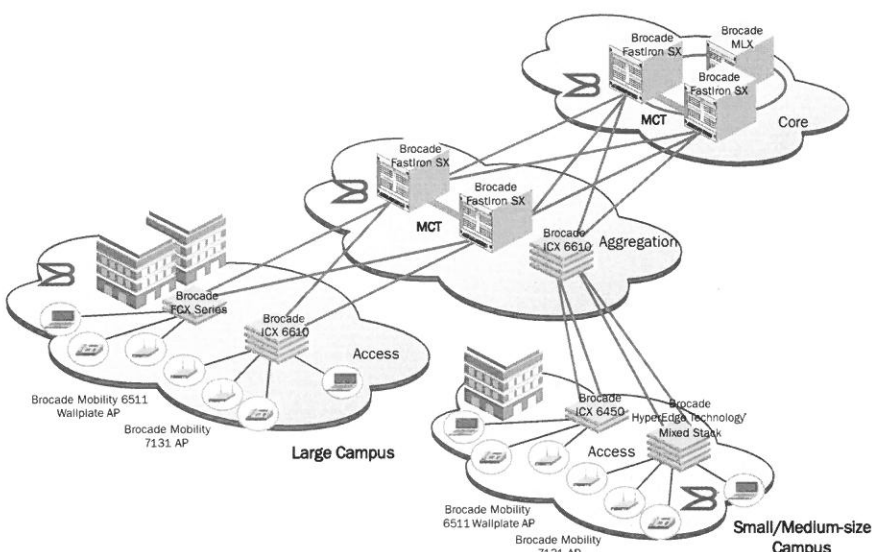 Brocade
FastIron SX
Brocade
MLX
Brocade
FastIron SX
MCT
Core
Brocade
FastIron SX
Brocade
FastIron SX
MCT
Brocade
ICX 6610
Aggregation
Brocade
FCX Series
Brocade
ICX 6610
Access
Brocade Mobility 6511
Wallplate AP
Brocade Mobility
7131 AP
Large Campus
Brocade
ICX 6450
Brocade
HyperEdge Technology
Mixed Stack
Access
Brocade Mobility
6511 Wallplate AP
Brocade Mobility
7131 AP
Small/Medium-size
Campus